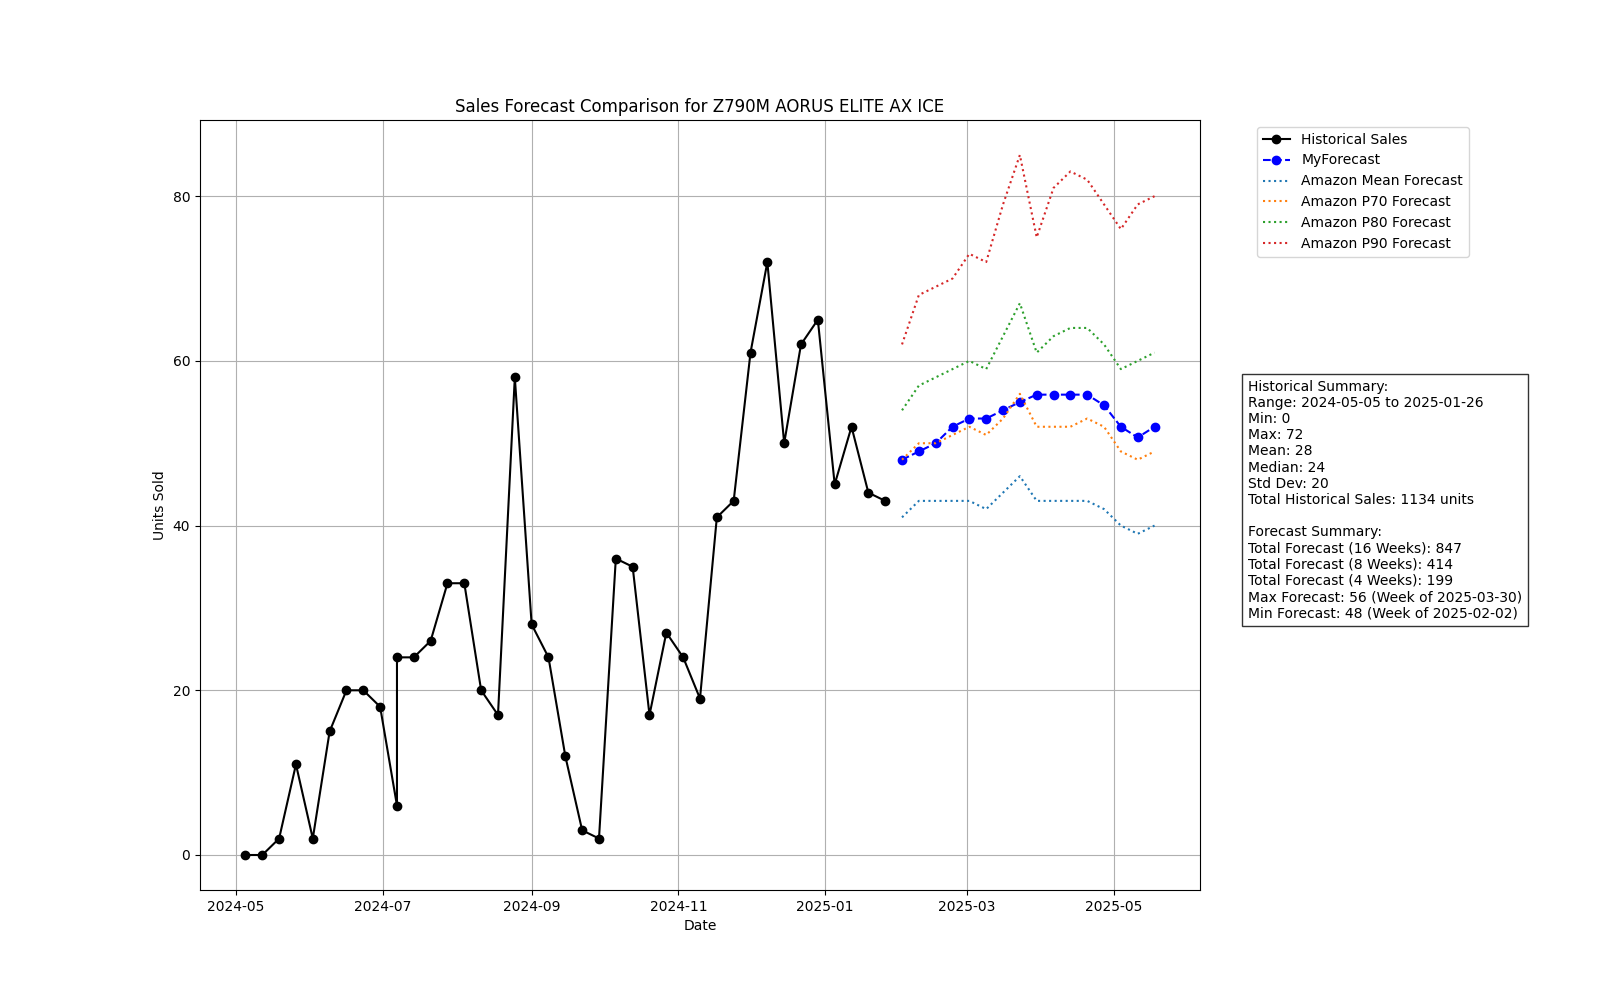 Sales Forecast Comparison for Z790M AORUS ELITE AX ICE
Historical Sales
MyForecast
Amazon Mean Forecast
Amazon P70 Forecast
Amazon P80 Forecast
Amazon P90 Forecast
80
60
40
20
0
Units Sold
2024-05
2024-07
2024-09
2024-11
2025-01
2025-03
2025-05
Date
Historical Summary:
Range: 2024-05-05 to 2025-01-26
Min: 0
Max: 72
Mean: 28
Median: 24
Std Dev: 20
Total Historical Sales: 1134 units
Forecast Summary:
Total Forecast (16 Weeks): 847
Total Forecast (8 Weeks): 414
Total Forecast (4 Weeks): 199
Max Forecast: 56 (Week of 2025-03-30)
Min Forecast: 48 (Week of 2025-02-02)